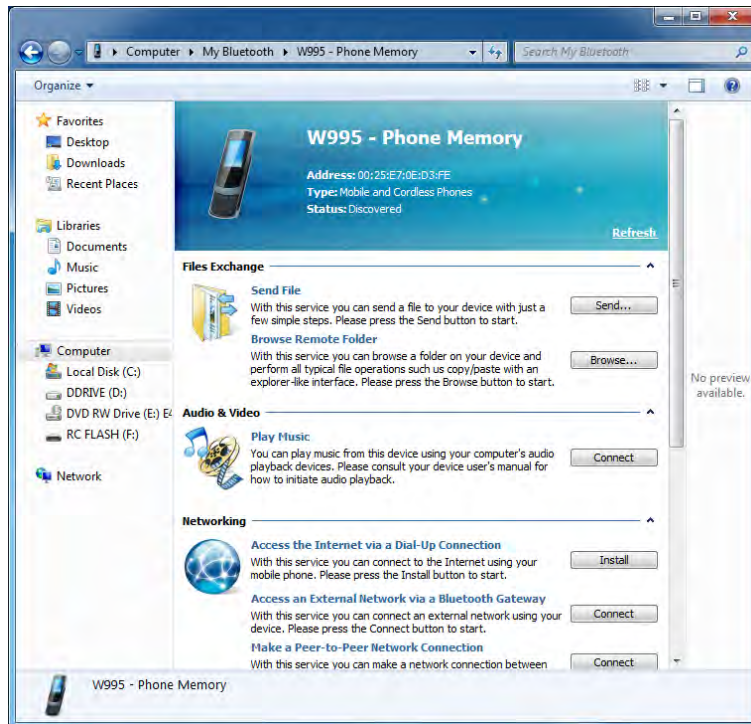 Computer ▸ My Bluetooth ▸ W995 - Phone Memory
Search My Bluetooth
Organize
Favorites
Desktop
Downloads
Recent Places
Libraries
Documents
Music
Pictures
Videos
Computer
Local Disk (C:)
DDRIVE (D:)
DVD RW Drive (E:) E4
RC FLASH (F:)
Network
W995 - Phone Memory
Address: 00:25:E7:0E:D3:FE
Type: Mobile and Cordless Phones
Status: Discovered
Refresh
Files Exchange
Send File
With this service you can send a file to your device with just a
few simple steps. Please press the Send button to start.
Send...
Browse Remote Folder
With this service you can browse a folder on your device and
perform all typical file operations such us copy/paste with an
explorer-like interface. Please press the Browse button to start.
Browse...
Audio & Video
Play Music
You can play music from this device using your computer's audio
playback devices. Please consult your device user's manual for
how to initiate audio playback.
Connect
Networking
Access the Internet via a Dial-Up Connection
With this service you can connect to the Internet using your
mobile phone. Please press the Install button to start.
Install
Access an External Network via a Bluetooth Gateway
With this service you can connect an external network using your
device. Please press the Connect button to start.
Connect
Make a Peer-to-Peer Network Connection
With this service you can make a network connection between
Connect
No preview
available.
W995 - Phone Memory